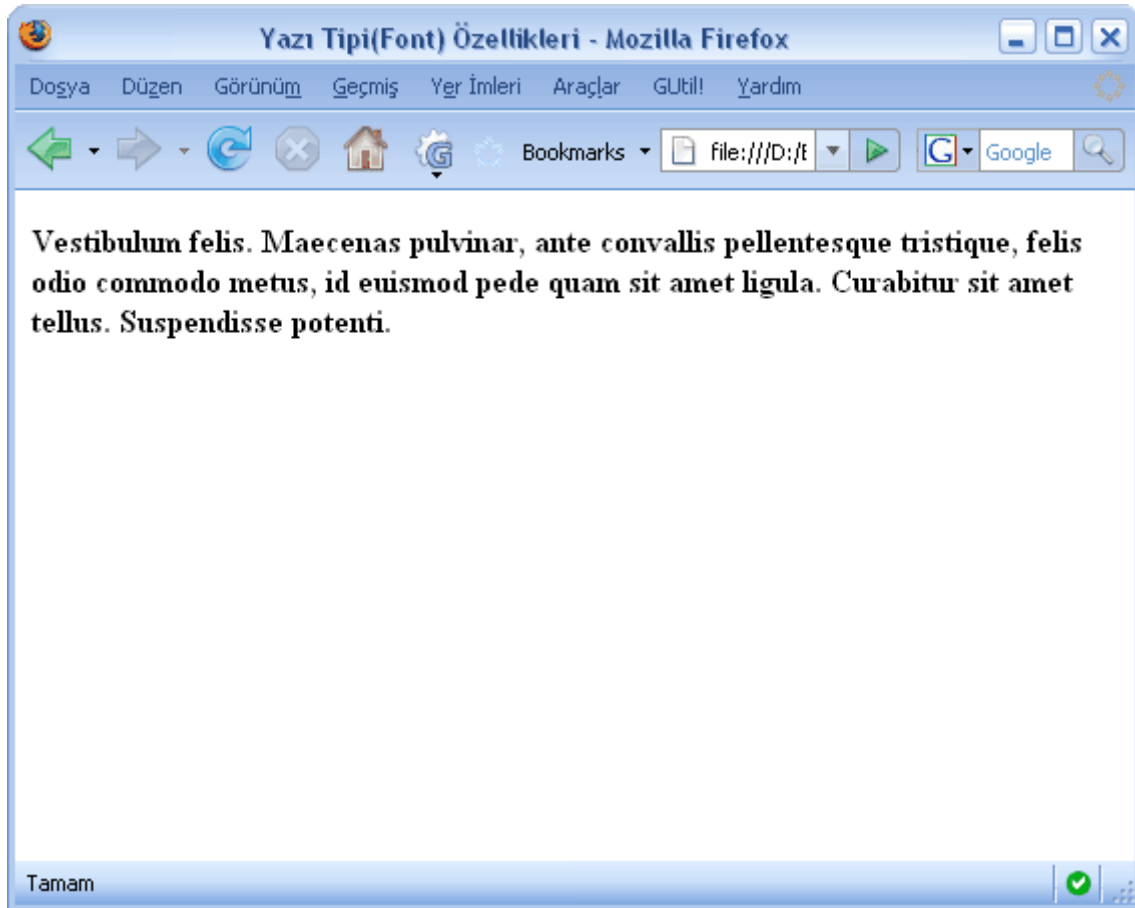 Yazı Tipi(Font) Özellikleri - Mozilla Firefox
Dosya Düzen Görünüm Geçmiş Yer İmleri Araçlar GUtil! Yardım
Bookmarks file:///D:/E G Google
Vestibulum felis. Maecenas pulvinar, ante convallis pellentesque tristique, felis
odio commodo metus, id euismod pede quam sit amet ligula. Curabitur sit amet
tellus. Suspendisse potenti.
Tamam